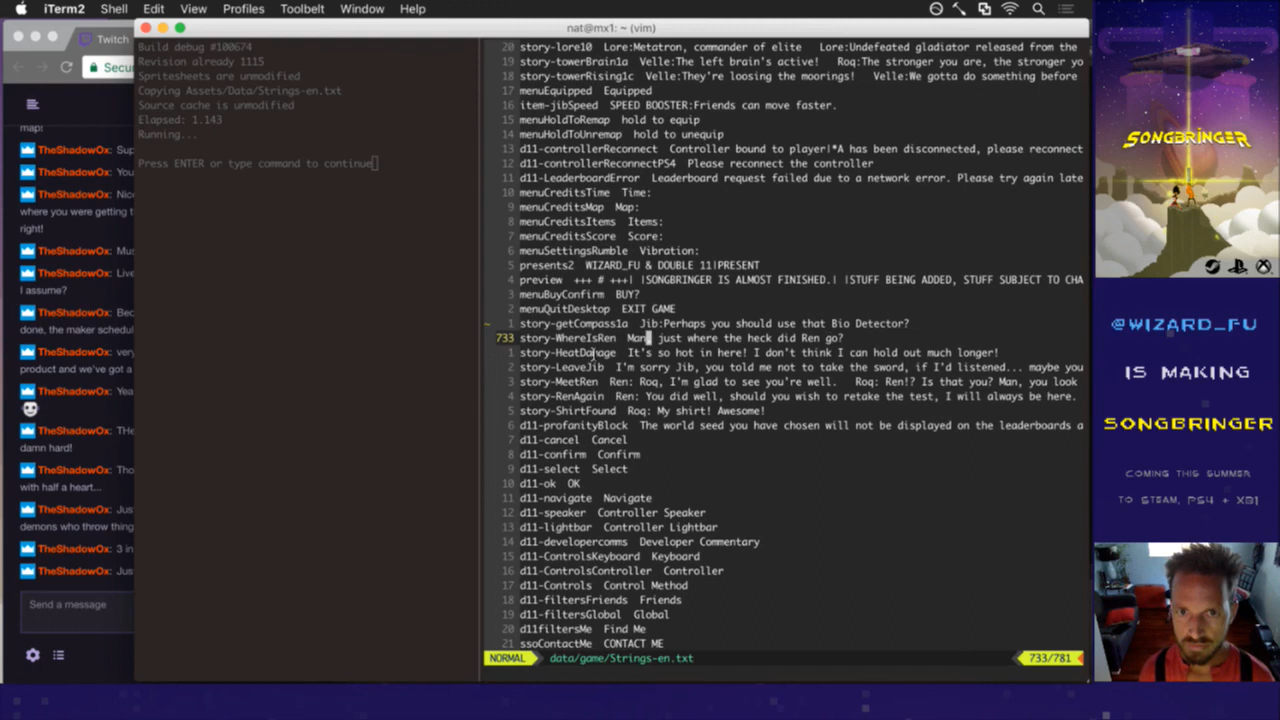 iTerm2 Shell Edit View Profiles Toolbelt Window Help
nat@mx1: ~ (vim)
Twitch
Secu
map!
TheShadowOx: Sup
TheShadowOx: You
TheShadowOx: Nice
where you were getting t
right!
TheShadowOx: Mus
TheShadowOx: Live
I assume?
TheShadowOx: Bec
done, the maker schedul
TheShadowOx: very
product and we've got a
TheShadowOx: THe
damn hard!
TheShadowOx: Tho
with half a heart...
TheShadowOx: Jus
demons who throw thing
TheShadowOx: 3 in
TheShadowOx: Jus
Send a message
Build debug #100674
Revision already 1115
Spritesheets are unmodified
Copying Assets/Data/Strings-en.txt
Source cache is unmodified
Elapsed: 1.143
Running...
Press ENTER or type command to continue
20 story-lore10 Lore:Metatron, commander of elite Lore:Undefeated gladiator released from the
19 story-towerBrain1a Velle:The left brain's active! Roq:The stronger you are, the stronger yo
18 story-towerRising1c Velle:They're loosing the moorings! Velle:We gotta do something before
17 menuEquipped Equipped
16 item-jibSpeed SPEED BOOSTER:Friends can move faster.
15 menuHoldToRemap hold to equip
14 menuHoldToUnremap hold to unequip
13 d11-controllerReconnect Controller bound to player|*A has been disconnected, please reconnect
12 d11-controllerReconnectPS4 Please reconnect the controller
11 d11-LeaderboardError Leaderboard request failed due to a network error. Please try again late
10 menuCreditsTime Time:
9 menuCreditsMap Map:
8 menuCreditsItems Items:
7 menuCreditsScore Score:
6 menuSettingsRumble Vibration:
5 presents2 WIZARD_FU & DOUBLE 11|PRESENT
4 preview +++ # +++| |SONGBRINGER IS ALMOST FINISHED.| |STUFF BEING ADDED, STUFF SUBJECT TO CHA
3 menuBuyConfirm BUY?
2 menuQuitDesktop EXIT GAME
~ 1 story-getCompass1a Jib:Perhaps you should use that Bio Detector?
733 story-WhereIsRen Man, just where the heck did Ren go?
1 story-HeatDamage It's so hot in here! I don't think I can hold out much longer!
2 story-LeaveJib I'm sorry Jib, you told me not to take the sword, if I'd listened... maybe you
3 story-MeetRen Ren: Roq, I'm glad to see you're well. Roq: Ren!? Is that you? Man, you look
4 story-RenAgain Ren: You did well, should you wish to retake the test, I will always be here.
5 story-ShirtFound Roq: My shirt! Awesome!
6 d11-profanityBlock The world seed you have chosen will not be displayed on the leaderboards a
7 d11-cancel Cancel
8 d11-confirm Confirm
9 d11-select Select
10 d11-ok OK
11 d11-navigate Navigate
12 d11-speaker Controller Speaker
13 d11-lightbar Controller Lightbar
14 d11-developercomms Developer Commentary
15 d11-ControlsKeyboard Keyboard
16 d11-ControlsController Controller
17 d11-Controls Control Method
18 d11-filtersFriends Friends
19 d11-filtersGlobal Global
20 d11filtersMe Find Me
21 ssoContactMe CONTACT ME
NORMAL data/game/Strings-en.txt 733/781
SONGBRINGER
@WIZARD_FU
IS MAKING
SONGBRINGER
COMING THIS SUMMER
TO STEAM, PS4 + XB1